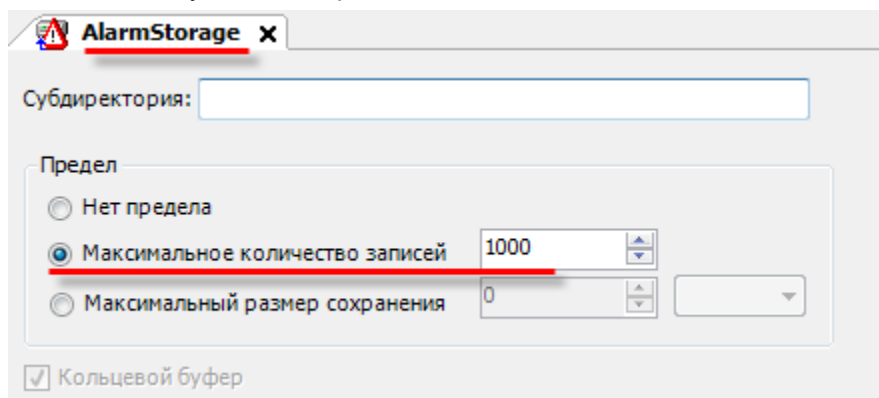 AlarmStorage x
Субдиректория:
Предел
Нет предела
Максимальное количество записей 1000
Максимальный размер сохранения 0
Кольцевой буфер